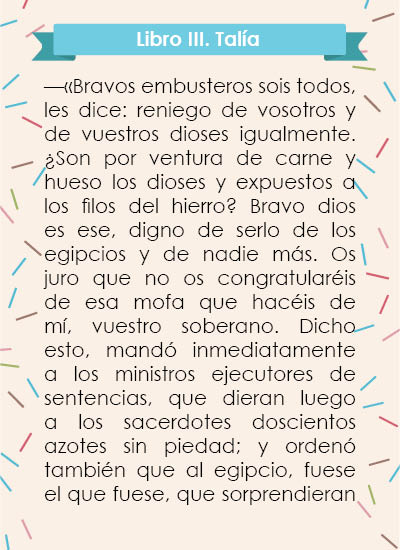 Libro III. Talía
—«Bravos embusteros sois todos,
les dice: reniego de vosotros y
de vuestros dioses igualmente.
¿Son por ventura de carne y
hueso los dioses y expuestos a
los filos del hierro? Bravo dios
es ese, digno de serlo de los
egipcios y de nadie más. Os
juro que no os congratularéis
de esa mofa que hacéis de
mí, vuestro soberano. Dicho
esto, mandó inmediatamente
a los ministros ejecutores de
sentencias, que dieran luego
a los sacerdotes doscientos
azotes sin piedad; y ordenó
también que al egipcio, fuese
el que fuese, que sorprendieran